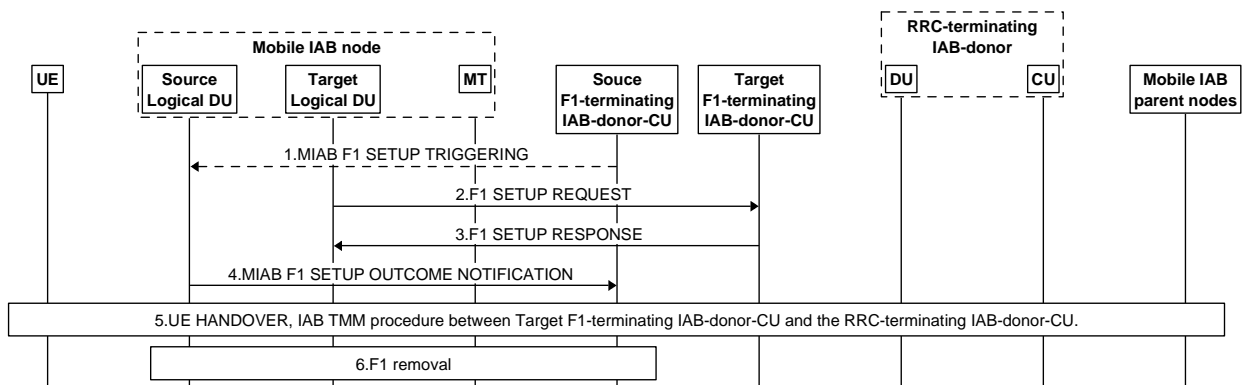 RRC-terminating
IAB-donor
Mobile IAB node
UE
Source
Logical DU
Target
Logical DU
MT
Souce
F1-terminating
IAB-donor-CU
Target
F1-terminating
IAB-donor-CU
DU
CU
Mobile IAB
parent nodes
1.MIAB F1 SETUP TRIGGERING
2.F1 SETUP REQUEST
3.F1 SETUP RESPONSE
4.MIAB F1 SETUP OUTCOME NOTIFICATION
5.UE HANDOVER, IAB TMM procedure between Target F1-terminating IAB-donor-CU and the RRC-terminating IAB-donor-CU.
6.F1 removal